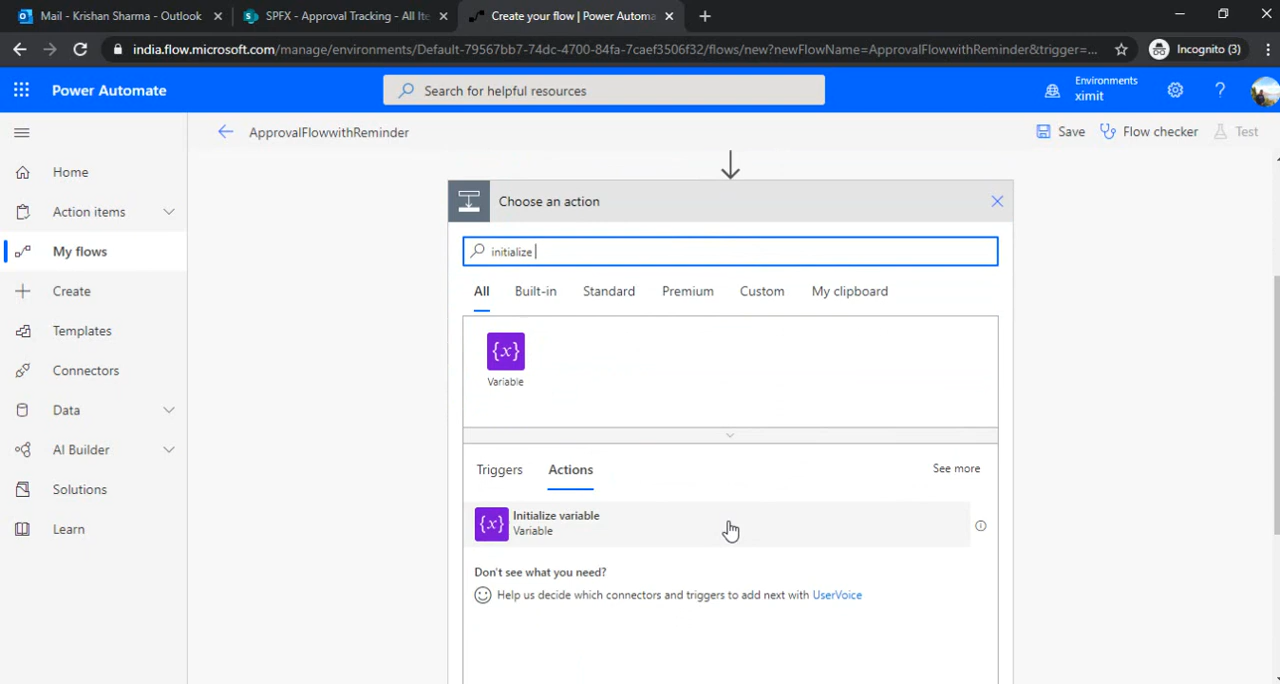 Mail - Krishan Sharma - Outlook
SPFX - Approval Tracking - All Ite
Create your flow | Power Automa
india.flow.microsoft.com/manage/environments/Default-79567bb7-74dc-4700-84fa-7caef3506f32/flows/new?newFlowName=ApprovalFlowwithReminder&trigger=...
Incognito (3)
Power Automate
Search for helpful resources
Environments
ximit
ApprovalFlowwithReminder
Save
Flow checker
Test
Home
Action items
My flows
Create
Templates
Connectors
Data
AI Builder
Solutions
Learn
Choose an action
initialize
All
Built-in
Standard
Premium
Custom
My clipboard
{x}
Variable
Triggers
Actions
See more
{x}
Initialize variable
Variable
Don't see what you need?
Help us decide which connectors and triggers to add next with UserVoice